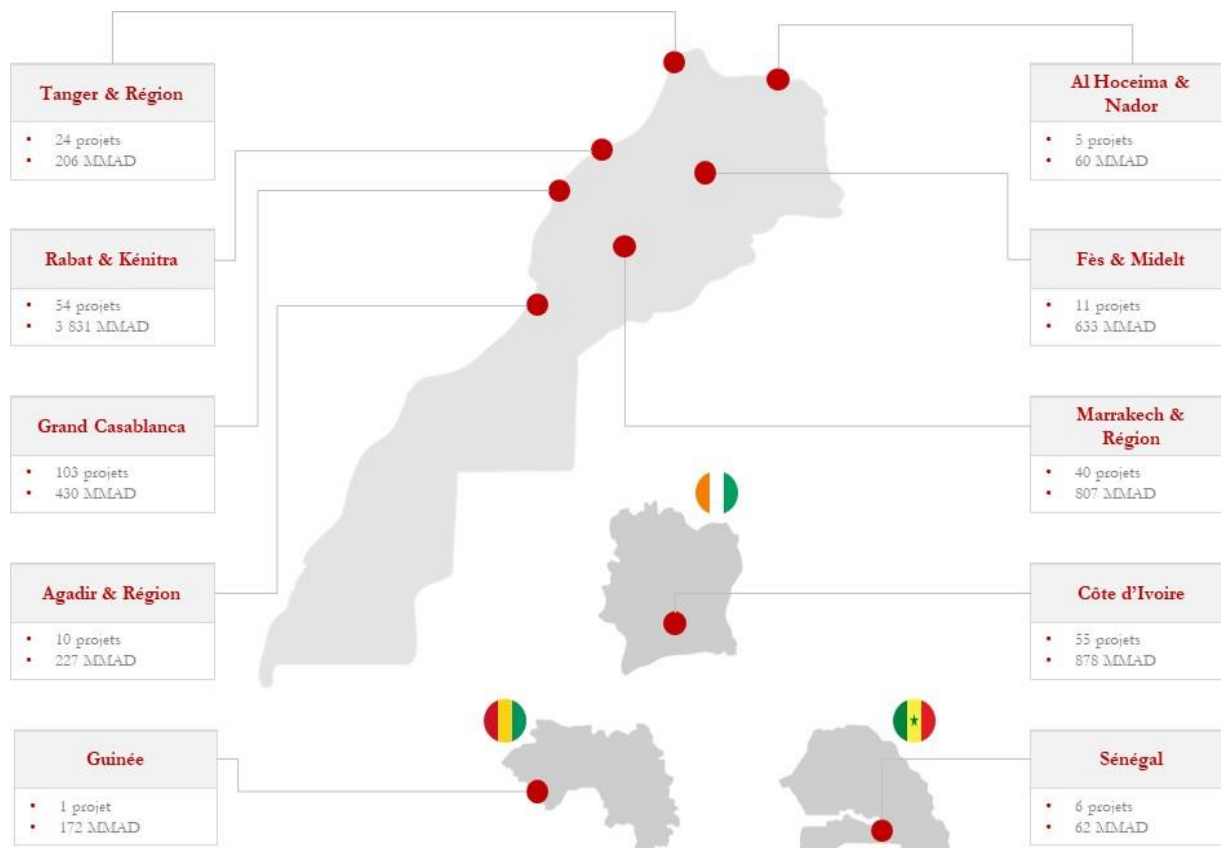 Tanger & Région
• 24 projets
• 206 MMAD
Al Hoceima &
Nador
• 5 projets
• 60 MMAD
Rabat & Kénitra
• 54 projets
• 3 831 MMAD
Fès & Midelt
• 11 projets
• 633 MMAD
Grand Casablanca
• 103 projets
• 430 MMAD
Marrakech &
Région
• 40 projets
• 807 MMAD
Agadir & Région
• 10 projets
• 227 MMAD
Côte d’Ivoire
• 55 projets
• 878 MMAD
Guinée
• 1 projet
• 172 MMAD
Sénégal
• 6 projets
• 62 MMAD